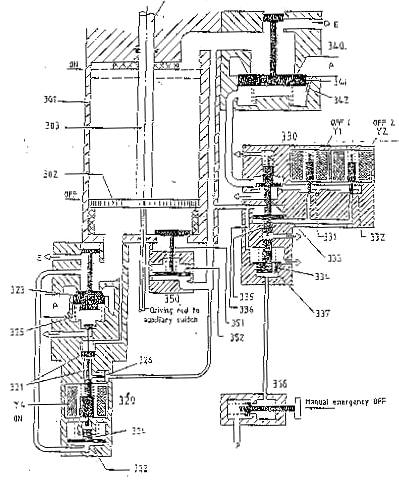 E
340
A
ON
341
342
301
330
OFF 1
Y1
OFF 2
Y2
303
302
OFF
331
332
333
E
334
323
350
335
A
Driving rod to
auxiliary switch
336
337
325
351
352
326
321
338
Y4
320
Manual emergency OFF
ON
324
322